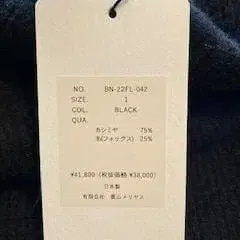 NO. BN-22FL-042
SIZE. 1
COL. BLACK
QUA.
カシミヤ 75%
毛(フォックス) 25%
¥41,800 (税抜価格 ¥38,000)
日本製
有限会社 奥山メリヤス